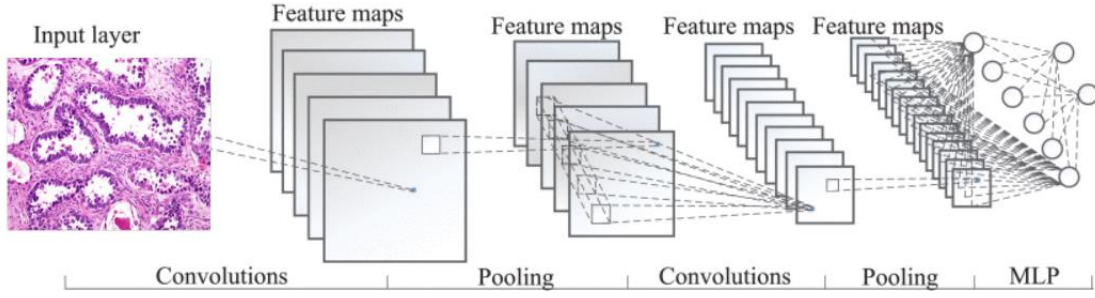 Input layer
Feature maps
Feature maps
Feature maps
Feature maps
Convolutions
Pooling
Convolutions
Pooling
MLP